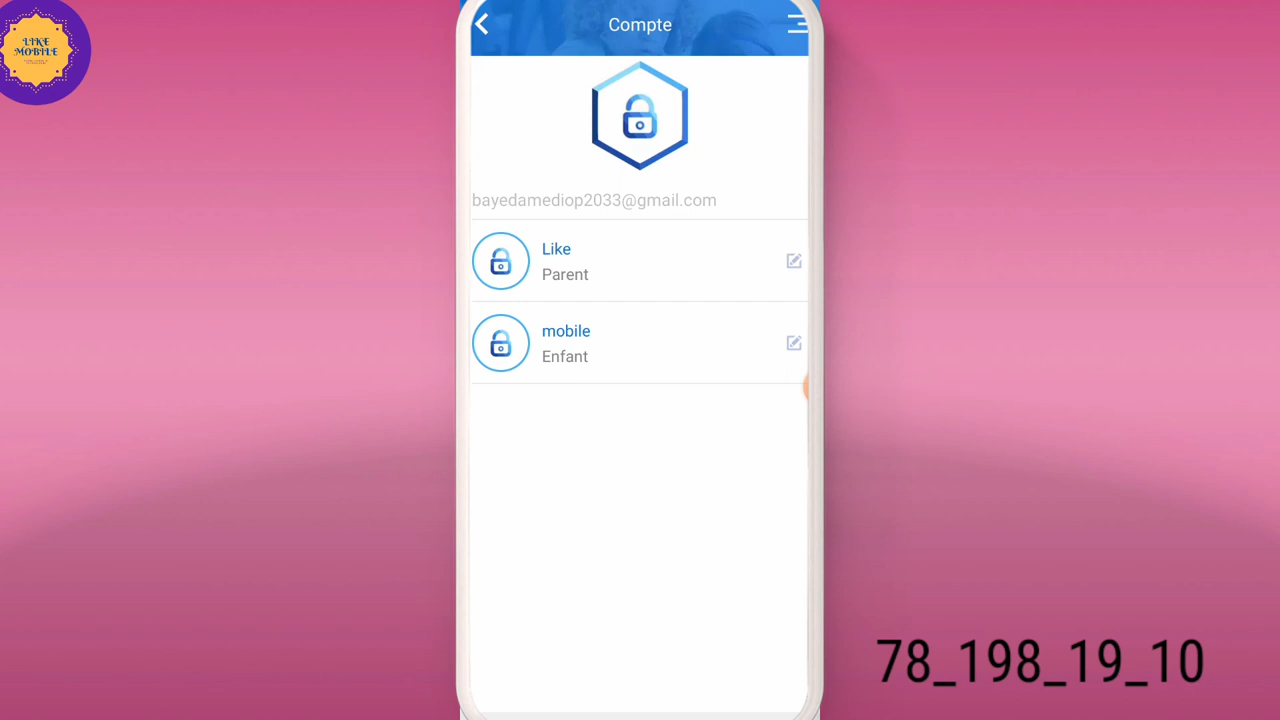 LIKE
MOBILE
Compte
bayedamediop2033@gmail.com
Like
Parent
mobile
Enfant
78_198_19_10